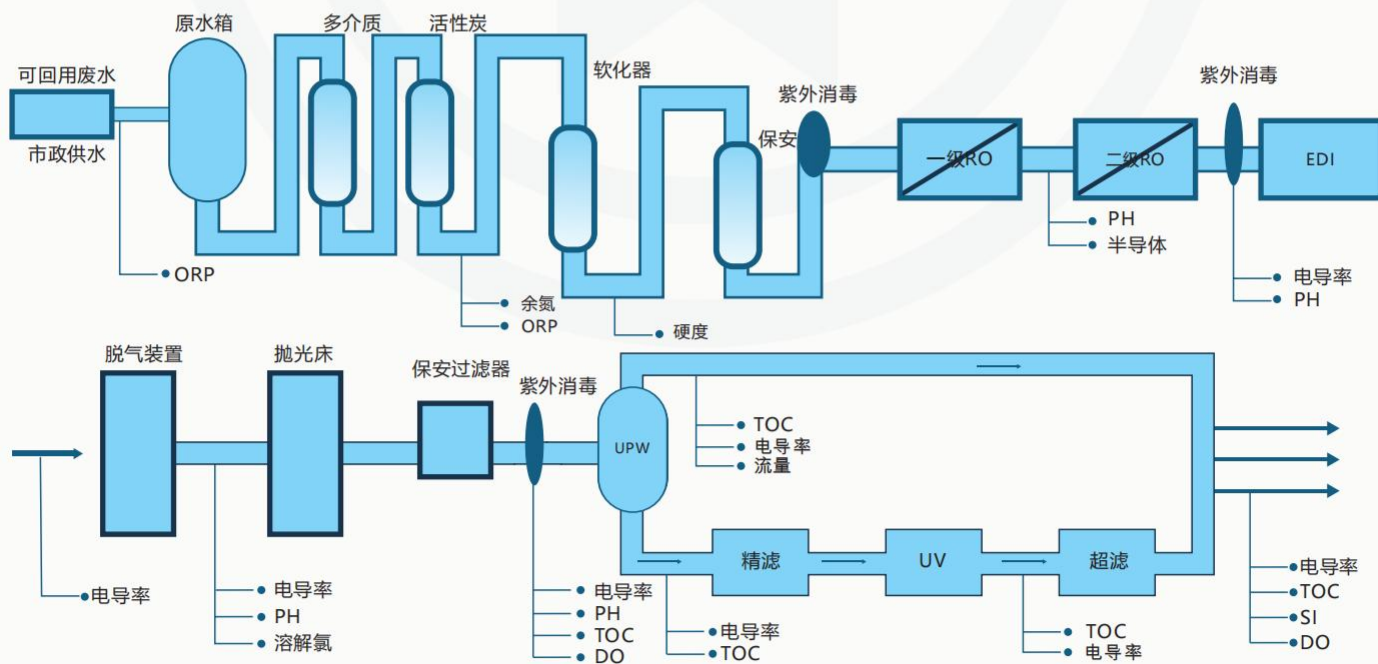 原水箱
多介质
活性炭
可回用废水
市政供水
软化器
保安
紫外消毒
一级RO
二级RO
紫外消毒
EDI
ORP
余氮
ORP
硬度
PH
半导体
电导率
PH
脱气装置
抛光床
保安过滤器
紫外消毒
UPW
TOC
电导率
流量
精滤
UV
超滤
电导率
电导率
PH
溶解氯
电导率
PH
TOC
DO
电导率
TOC
TOC
电导率
电导率
TOC
SI
DO